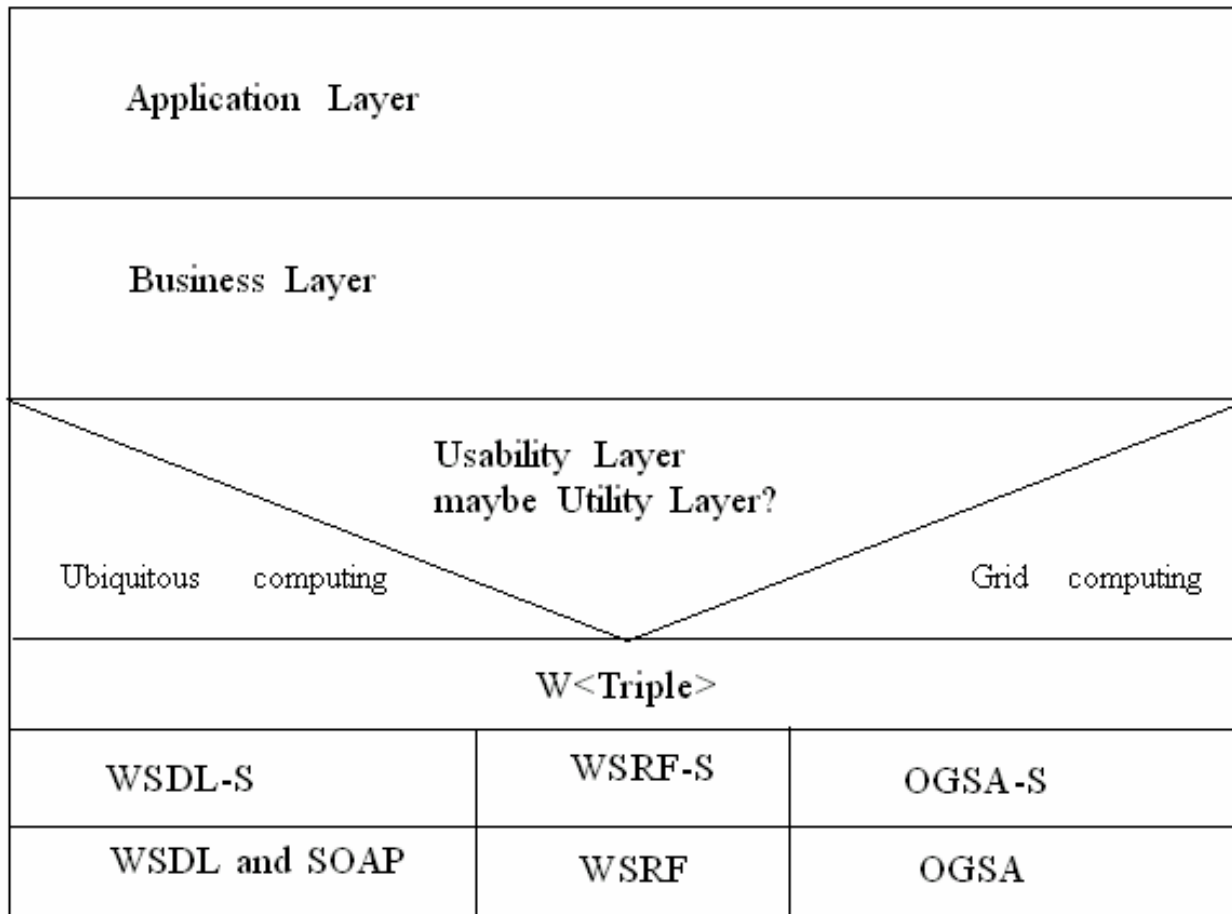 Application Layer
Business Layer
Usability Layer
maybe Utility Layer?
Ubiquitous computing
Grid computing
W<Triple>
WSDL-S
WSRF-S
OGSA-S
WSDL and SOAP
WSRF
OGSA